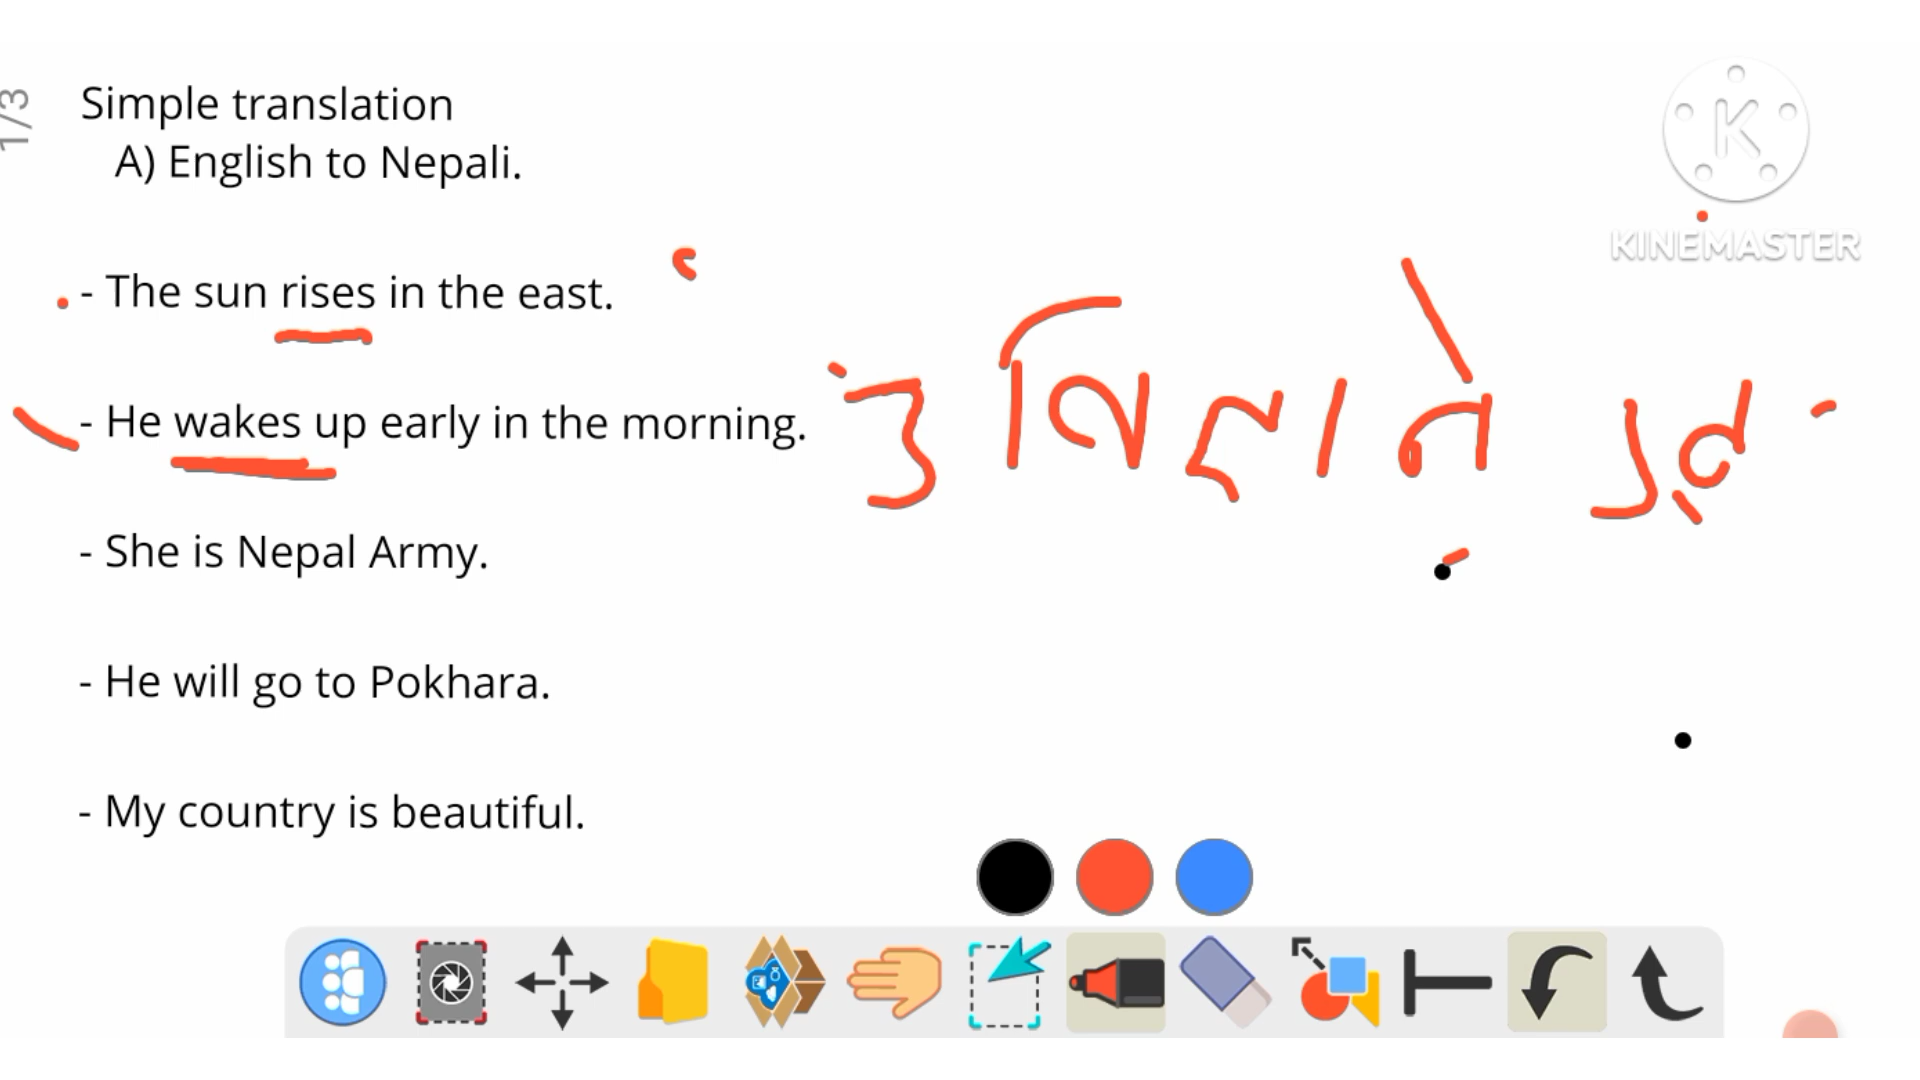 1/3
Simple translation
A) English to Nepali.
KINEMASTER
- The sun rises in the east.
- He wakes up early in the morning. उ विहाने
- She is Nepal Army.
- He will go to Pokhara.
- My country is beautiful.